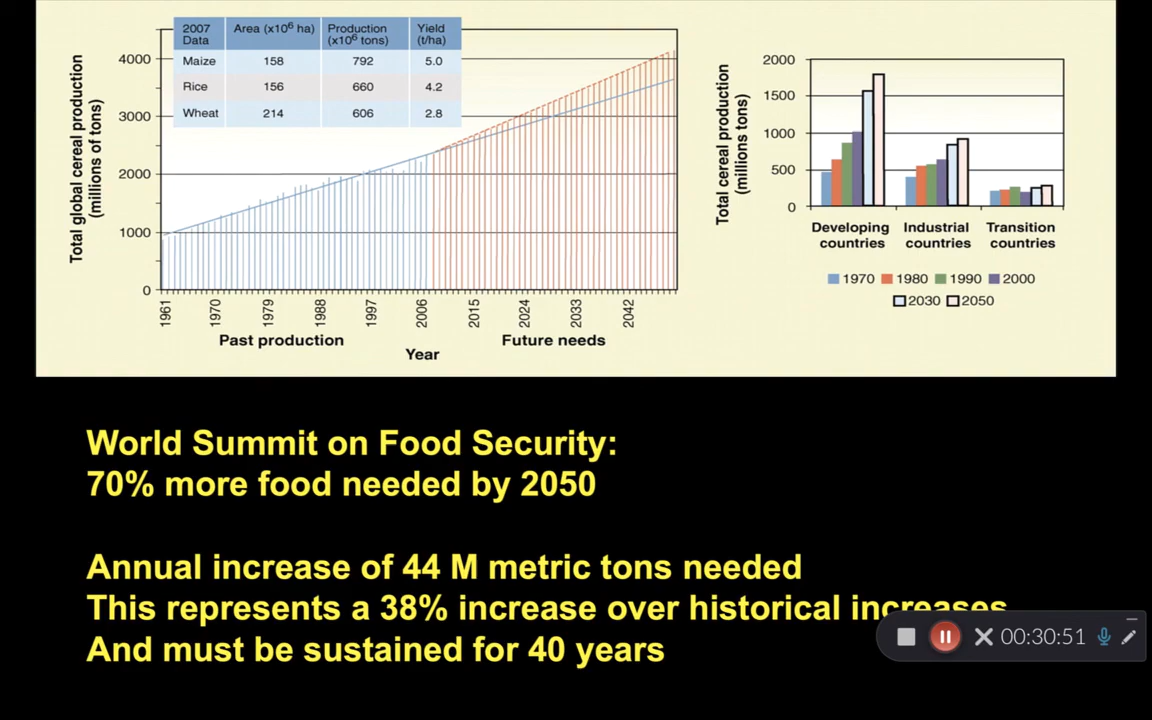 2007 Data Area (x10⁶ ha) Production (x10⁶ tons) Yield (t/ha)
Maize 158 792 5.0
Rice 156 660 4.2
Wheat 214 606 2.8
Total global cereal production
(millions of tons)
4000
3000
2000
1000
0
1961 1970 1979 1988 1997 2006 2015 2024 2033 2042
Past production Future needs
Year
Total cereal production
(millions tons)
2000
1500
1000
500
0
Developing countries Industrial countries Transition countries
1970 1980 1990 2000
2030 2050
World Summit on Food Security:
70% more food needed by 2050
Annual increase of 44 M metric tons needed
This represents a 38% increase over historical increases
And must be sustained for 40 years
00:30:51